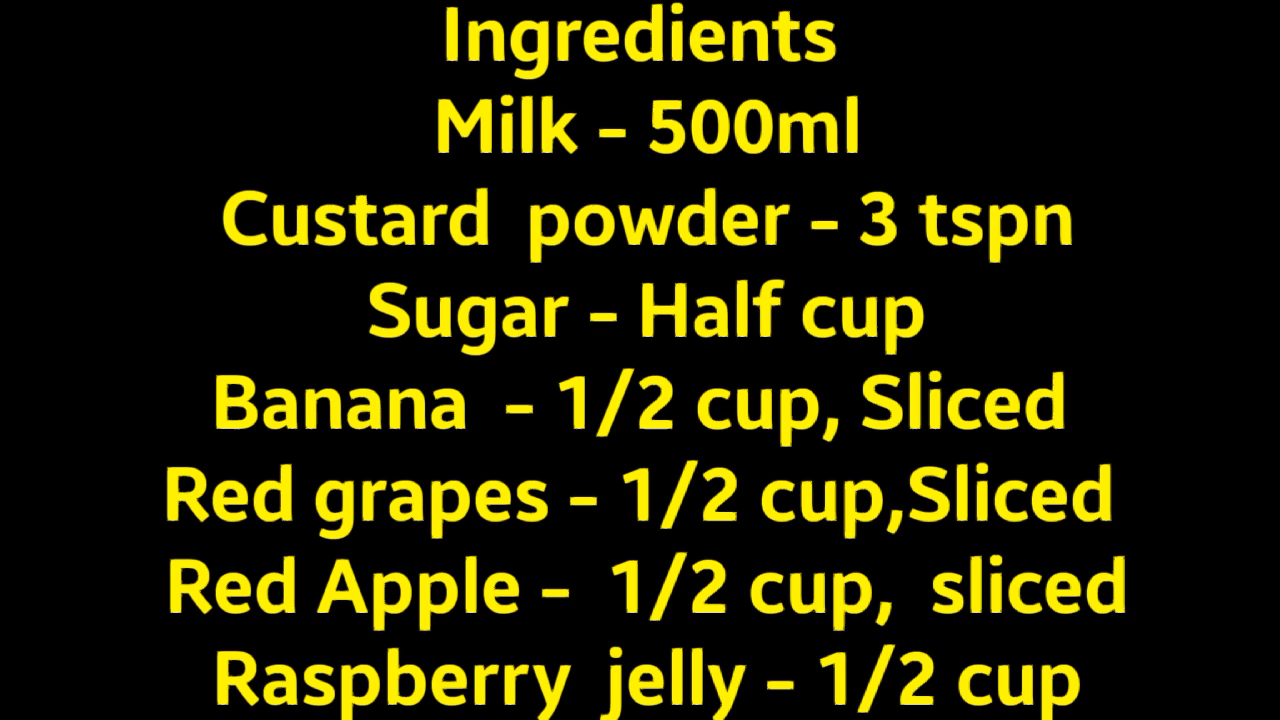 Ingredients
Milk - 500ml
Custard powder - 3 tspn
Sugar - Half cup
Banana - 1/2 cup, Sliced
Red grapes - 1/2 cup,Sliced
Red Apple - 1/2 cup, sliced
Raspberry jelly - 1/2 cup